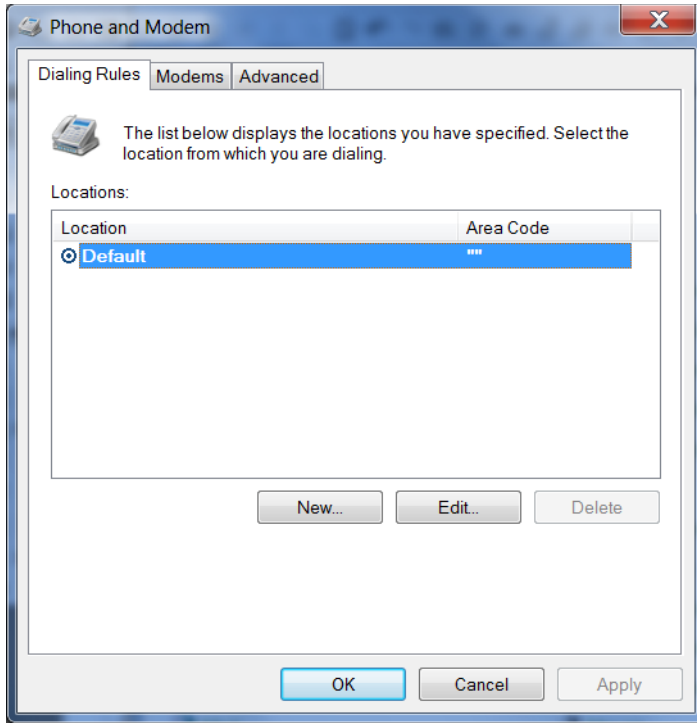 Phone and Modem
Dialing Rules Modems Advanced
The list below displays the locations you have specified. Select the
location from which you are dialing.
Locations:
Location Area Code
Default ""
New... Edit... Delete
OK Cancel Apply